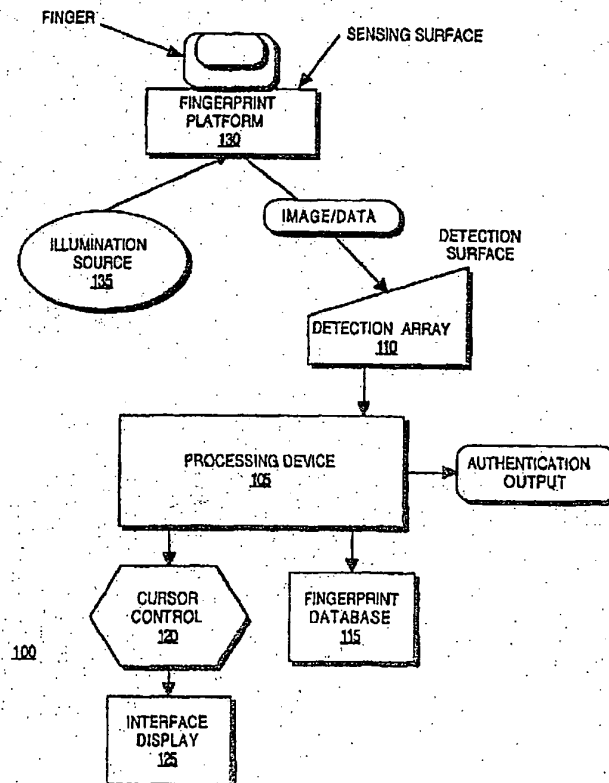 FINGER
SENSING SURFACE
FINGERPRINT
PLATFORM
130
IMAGE/DATA
ILLUMINATION
SOURCE
135
DETECTION
SURFACE
DETECTION ARRAY
110
PROCESSING DEVICE
105
AUTHENTICATION
OUTPUT
CURSOR
CONTROL
120
FINGERPRINT
DATABASE
115
100
INTERFACE
DISPLAY
125